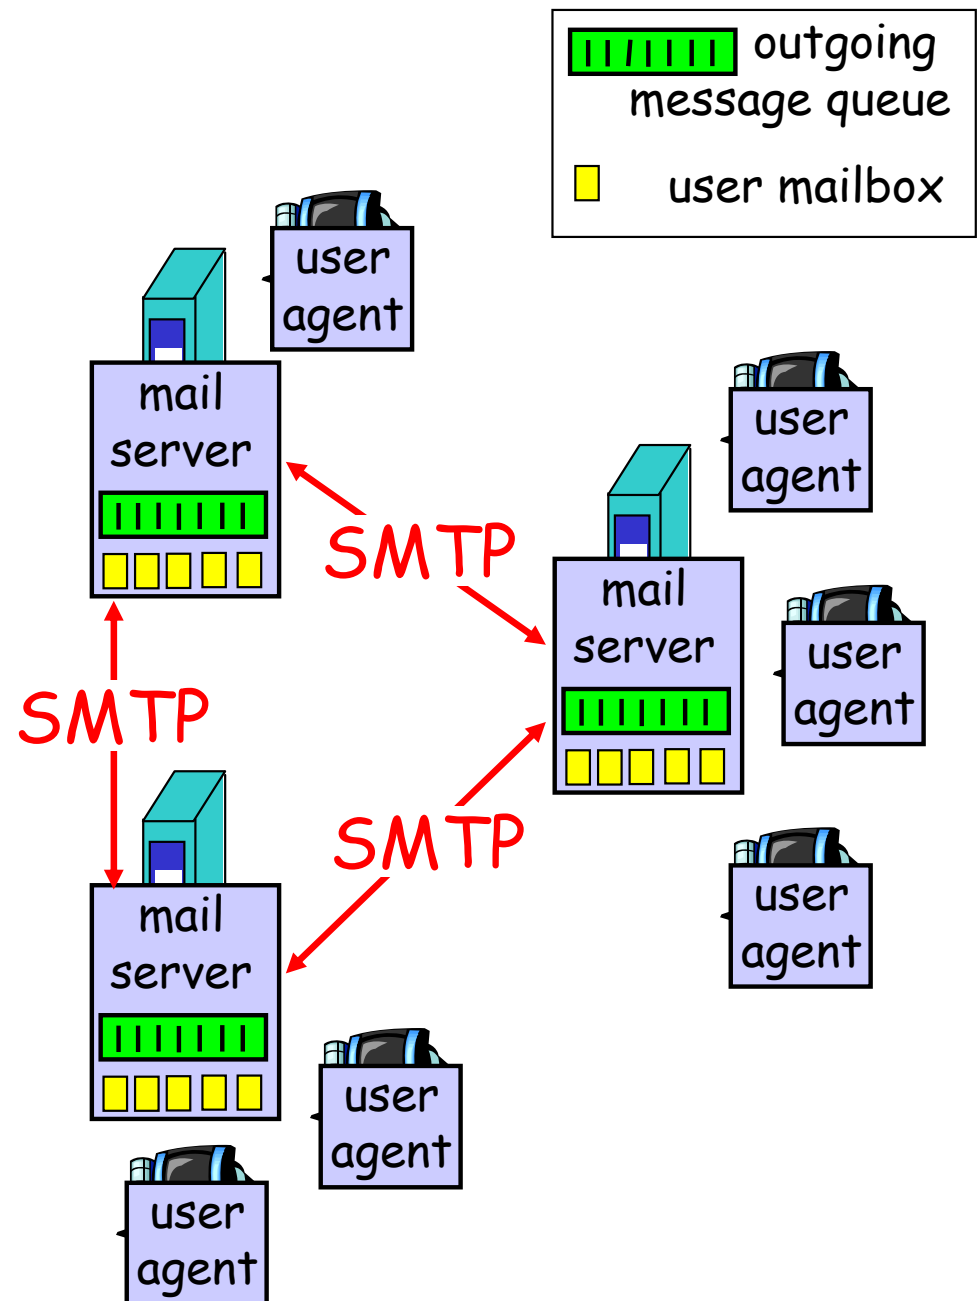 outgoing
message queue
user mailbox
user
agent
mail
server
user
agent
SMTP
mail
server
user
agent
SMTP
SMTP
mail
server
user
agent
user
agent
user
agent